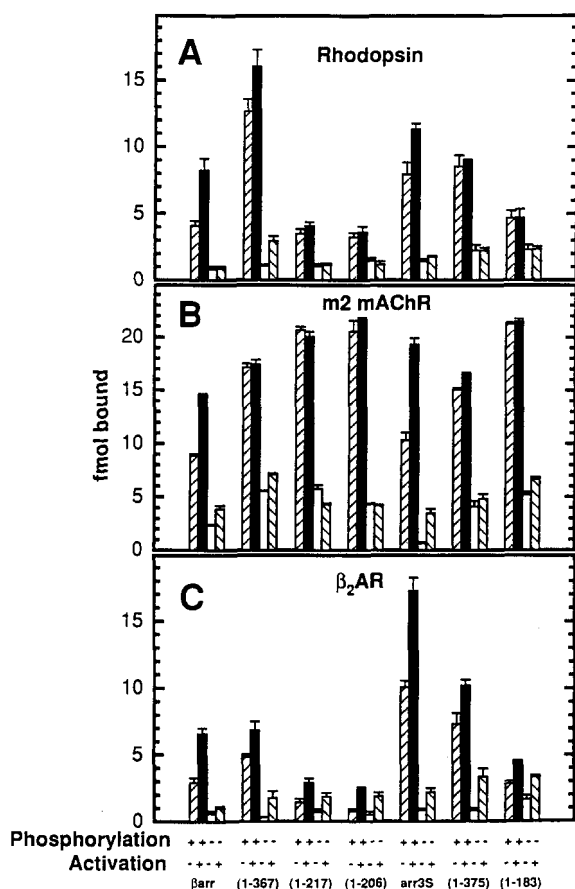 A
Rhodopsin
15
10
5
0
B
m2 mAChR
20
15
10
5
0
fmol bound
C
β₂AR
15
10
5
0
Phosphorylation ++-- ++-- ++-- ++-- ++-- ++-- ++--
Activation -+-+ -++ -+-+ -+-+ -++ -+-+ -+-+
βarr (1-367) (1-217) (1-206) arr3S (1-375) (1-183)